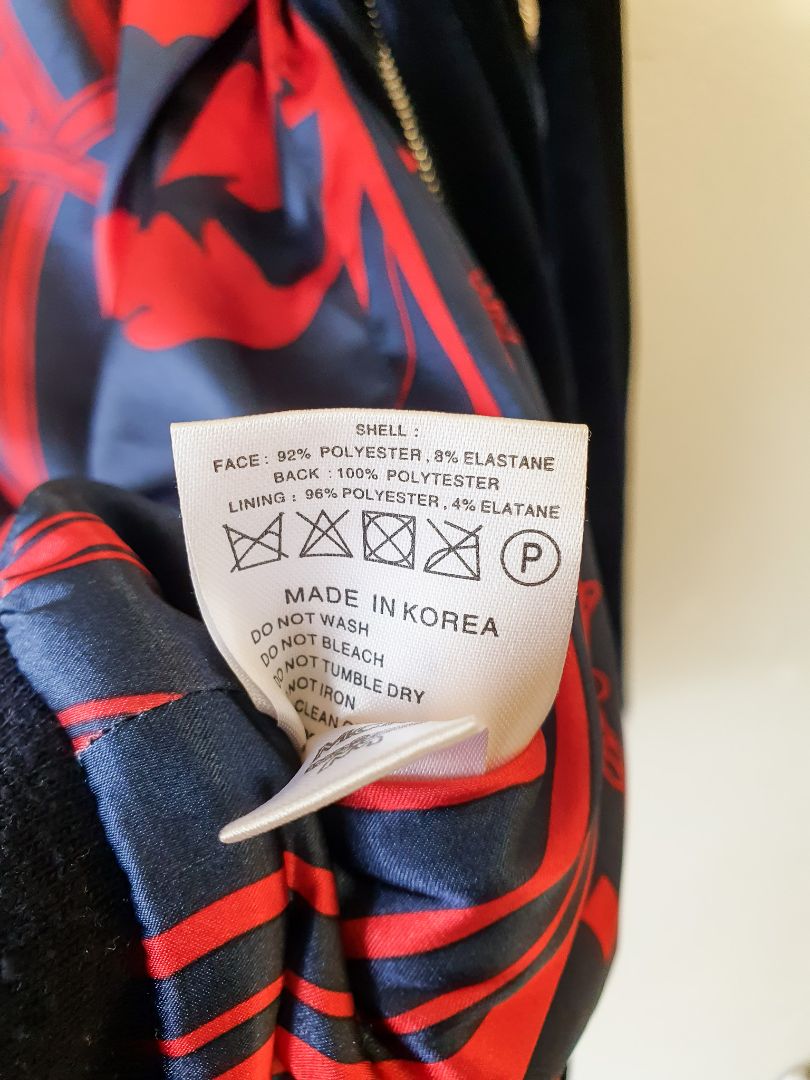 SHELL :
FACE : 92% POLYESTER , 8% ELASTANE
BACK : 100% POLYTESTER
LINING : 96% POLYESTER , 4% ELATANE
P
MADE IN KOREA
DO NOT WASH
DO NOT BLEACH
DO NOT TUMBLE DRY
NOT IRON
CLEAN